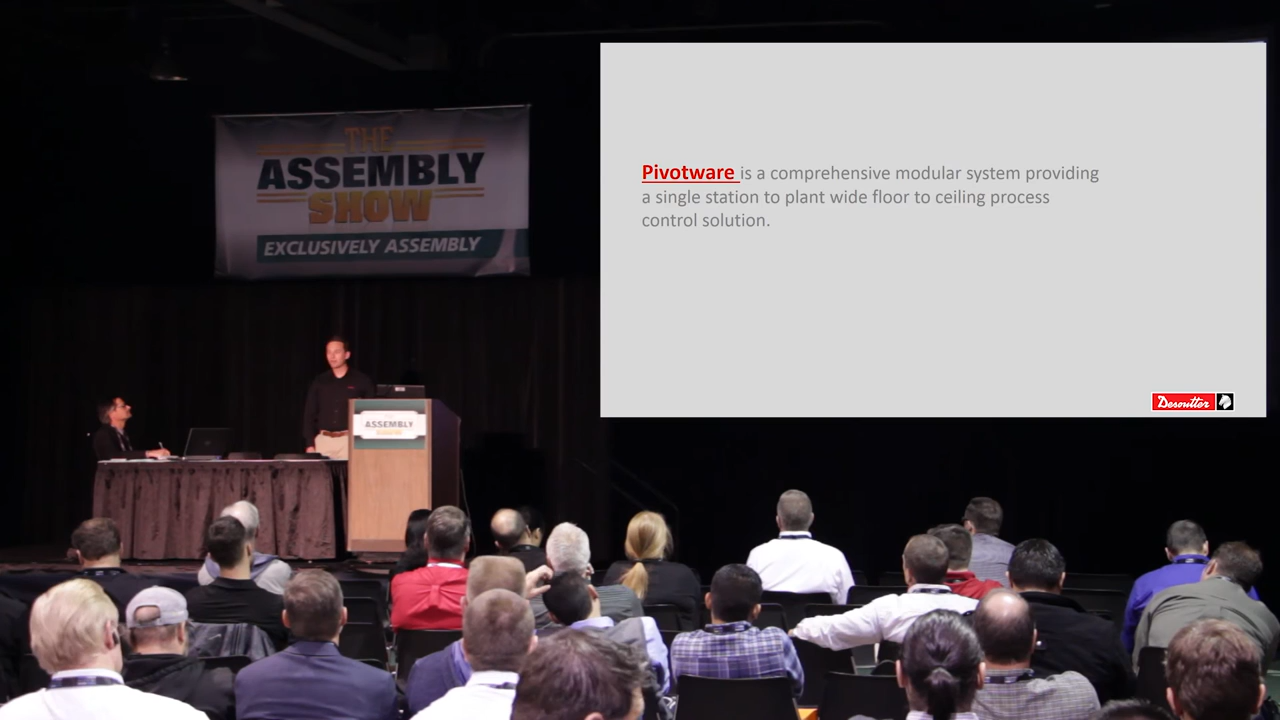 THE
ASSEMBLY
SHOW
EXCLUSIVELY ASSEMBLY
Pivotware is a comprehensive modular system providing
a single station to plant wide floor to ceiling process
control solution.
Desoutter
ASSEMBLY